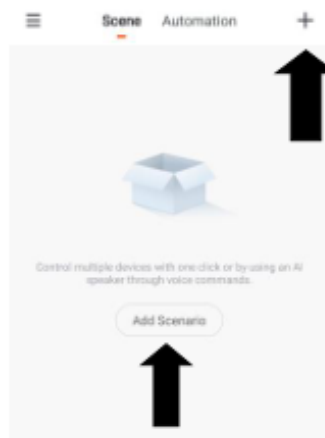 Scene Automation
Control multiple devices with one click or by using an AI
speaker through voice commands.
Add Scenario